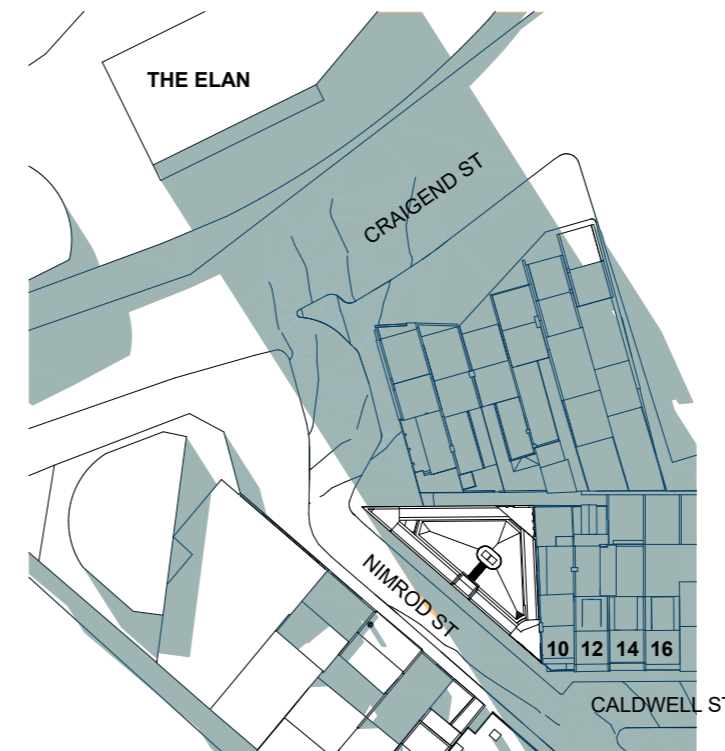 THE ELAN
CRAIGEND ST
NIMROD ST
10 12 14 16
CALDWELL ST